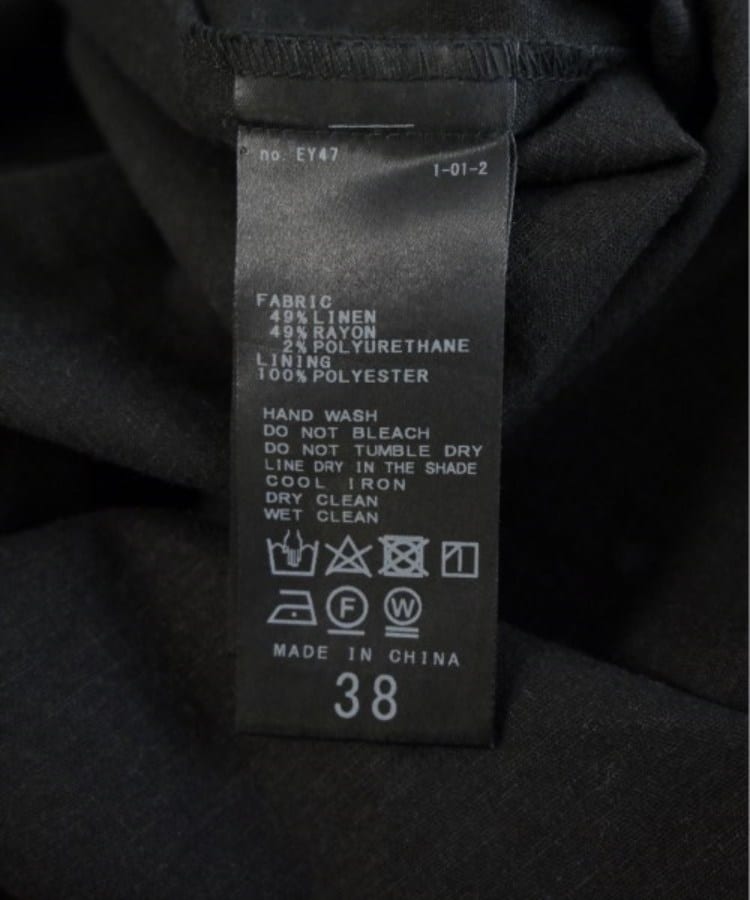 no. EY47
1-01-2
FABRIC
49% LINEN
49% RAYON
2% POLYURETHANE
LINING
100% POLYESTER
HAND WASH
DO NOT BLEACH
DO NOT TUMBLE DRY
LINE DRY IN THE SHADE
COOL IRON
DRY CLEAN
WET CLEAN
F W
MADE IN CHINA
38